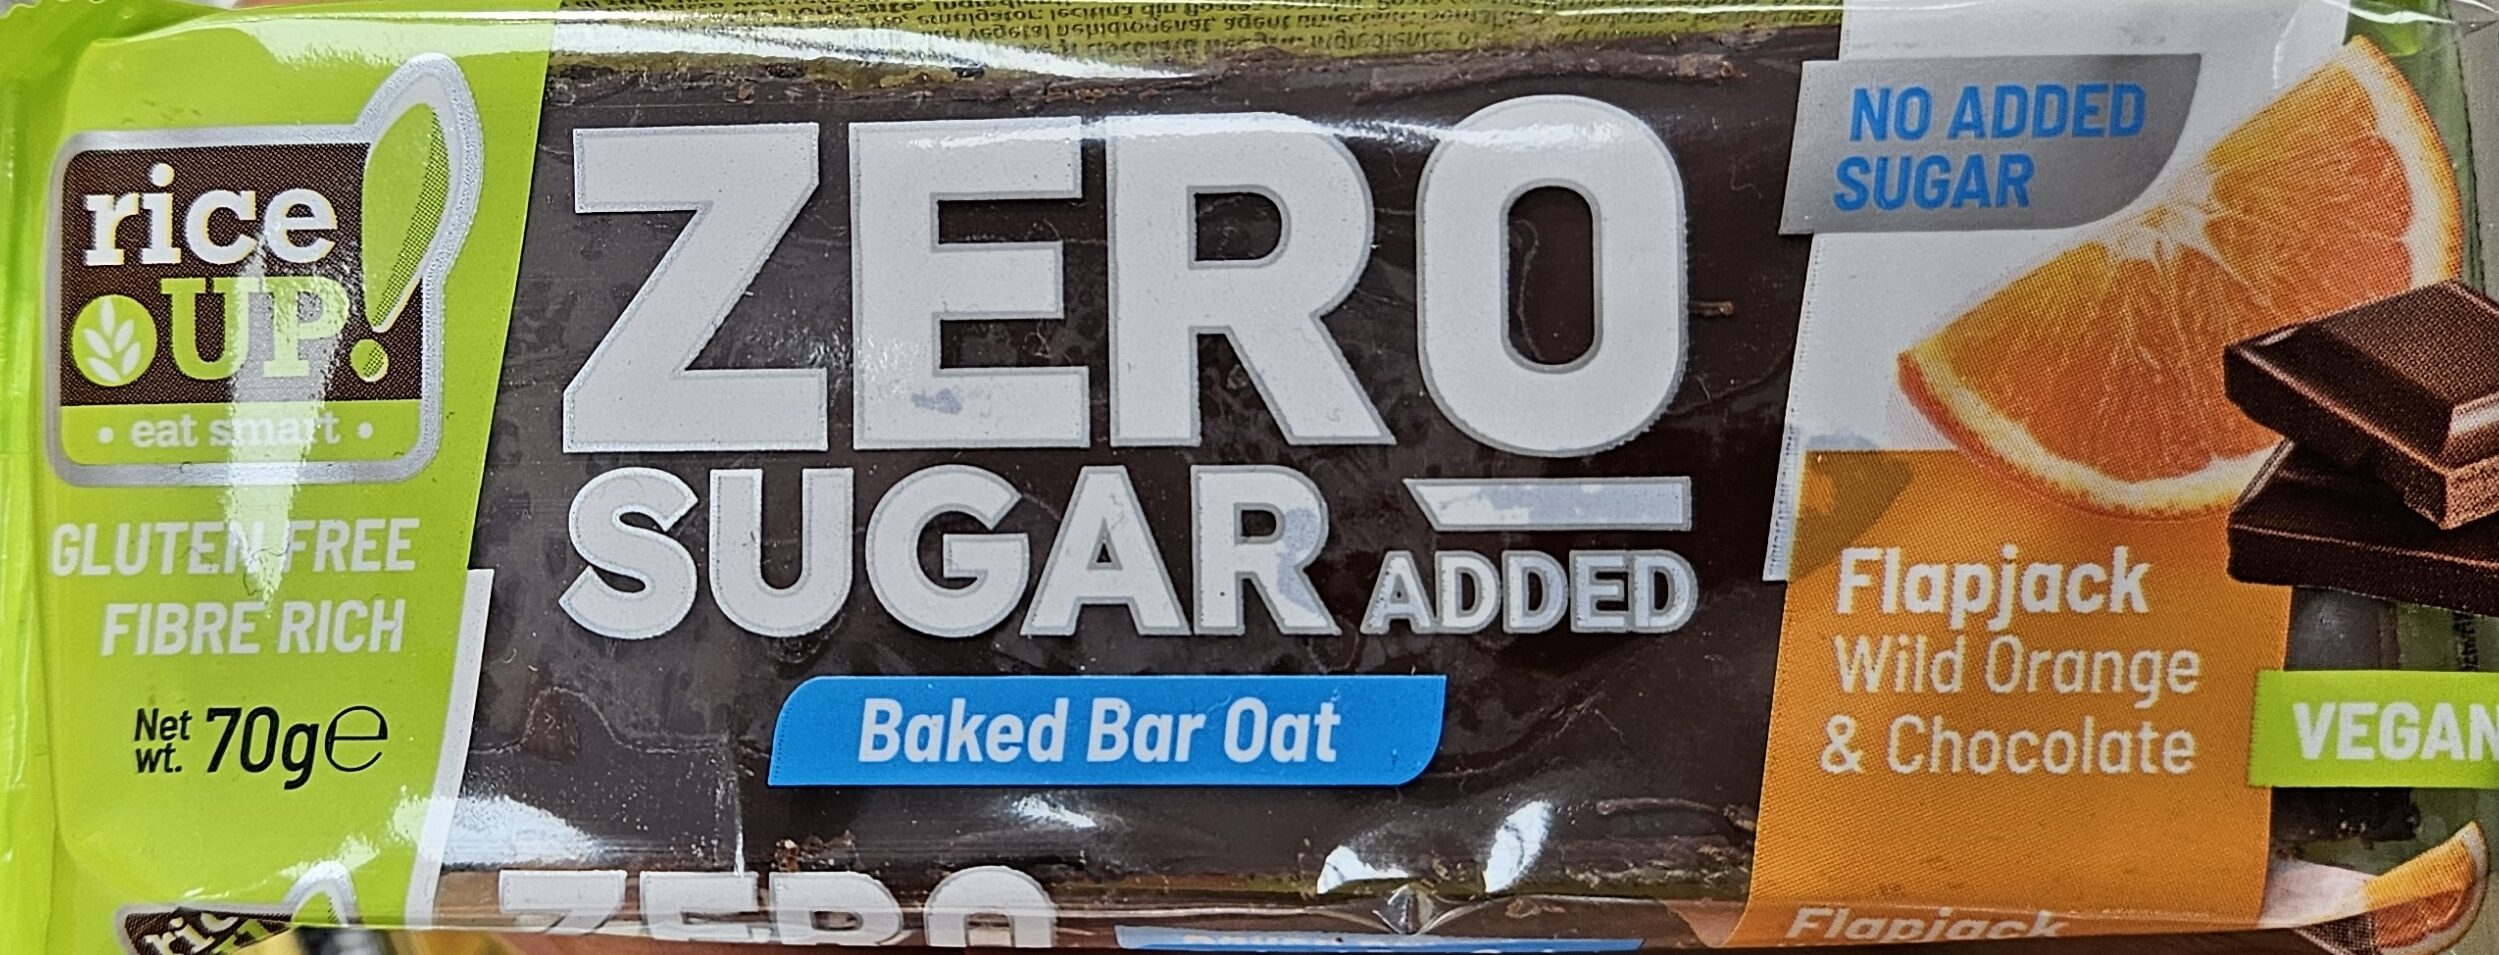 rice
UP!
• eat smart •
GLUTEN FREE
FIBRE RICH
Net wt. 70g℮
ZERO
SUGAR
ADDED
Baked Bar Oat
NO ADDED
SUGAR
Flapjack
Wild Orange
& Chocolate
VEGAN
ZERO
Flapjack